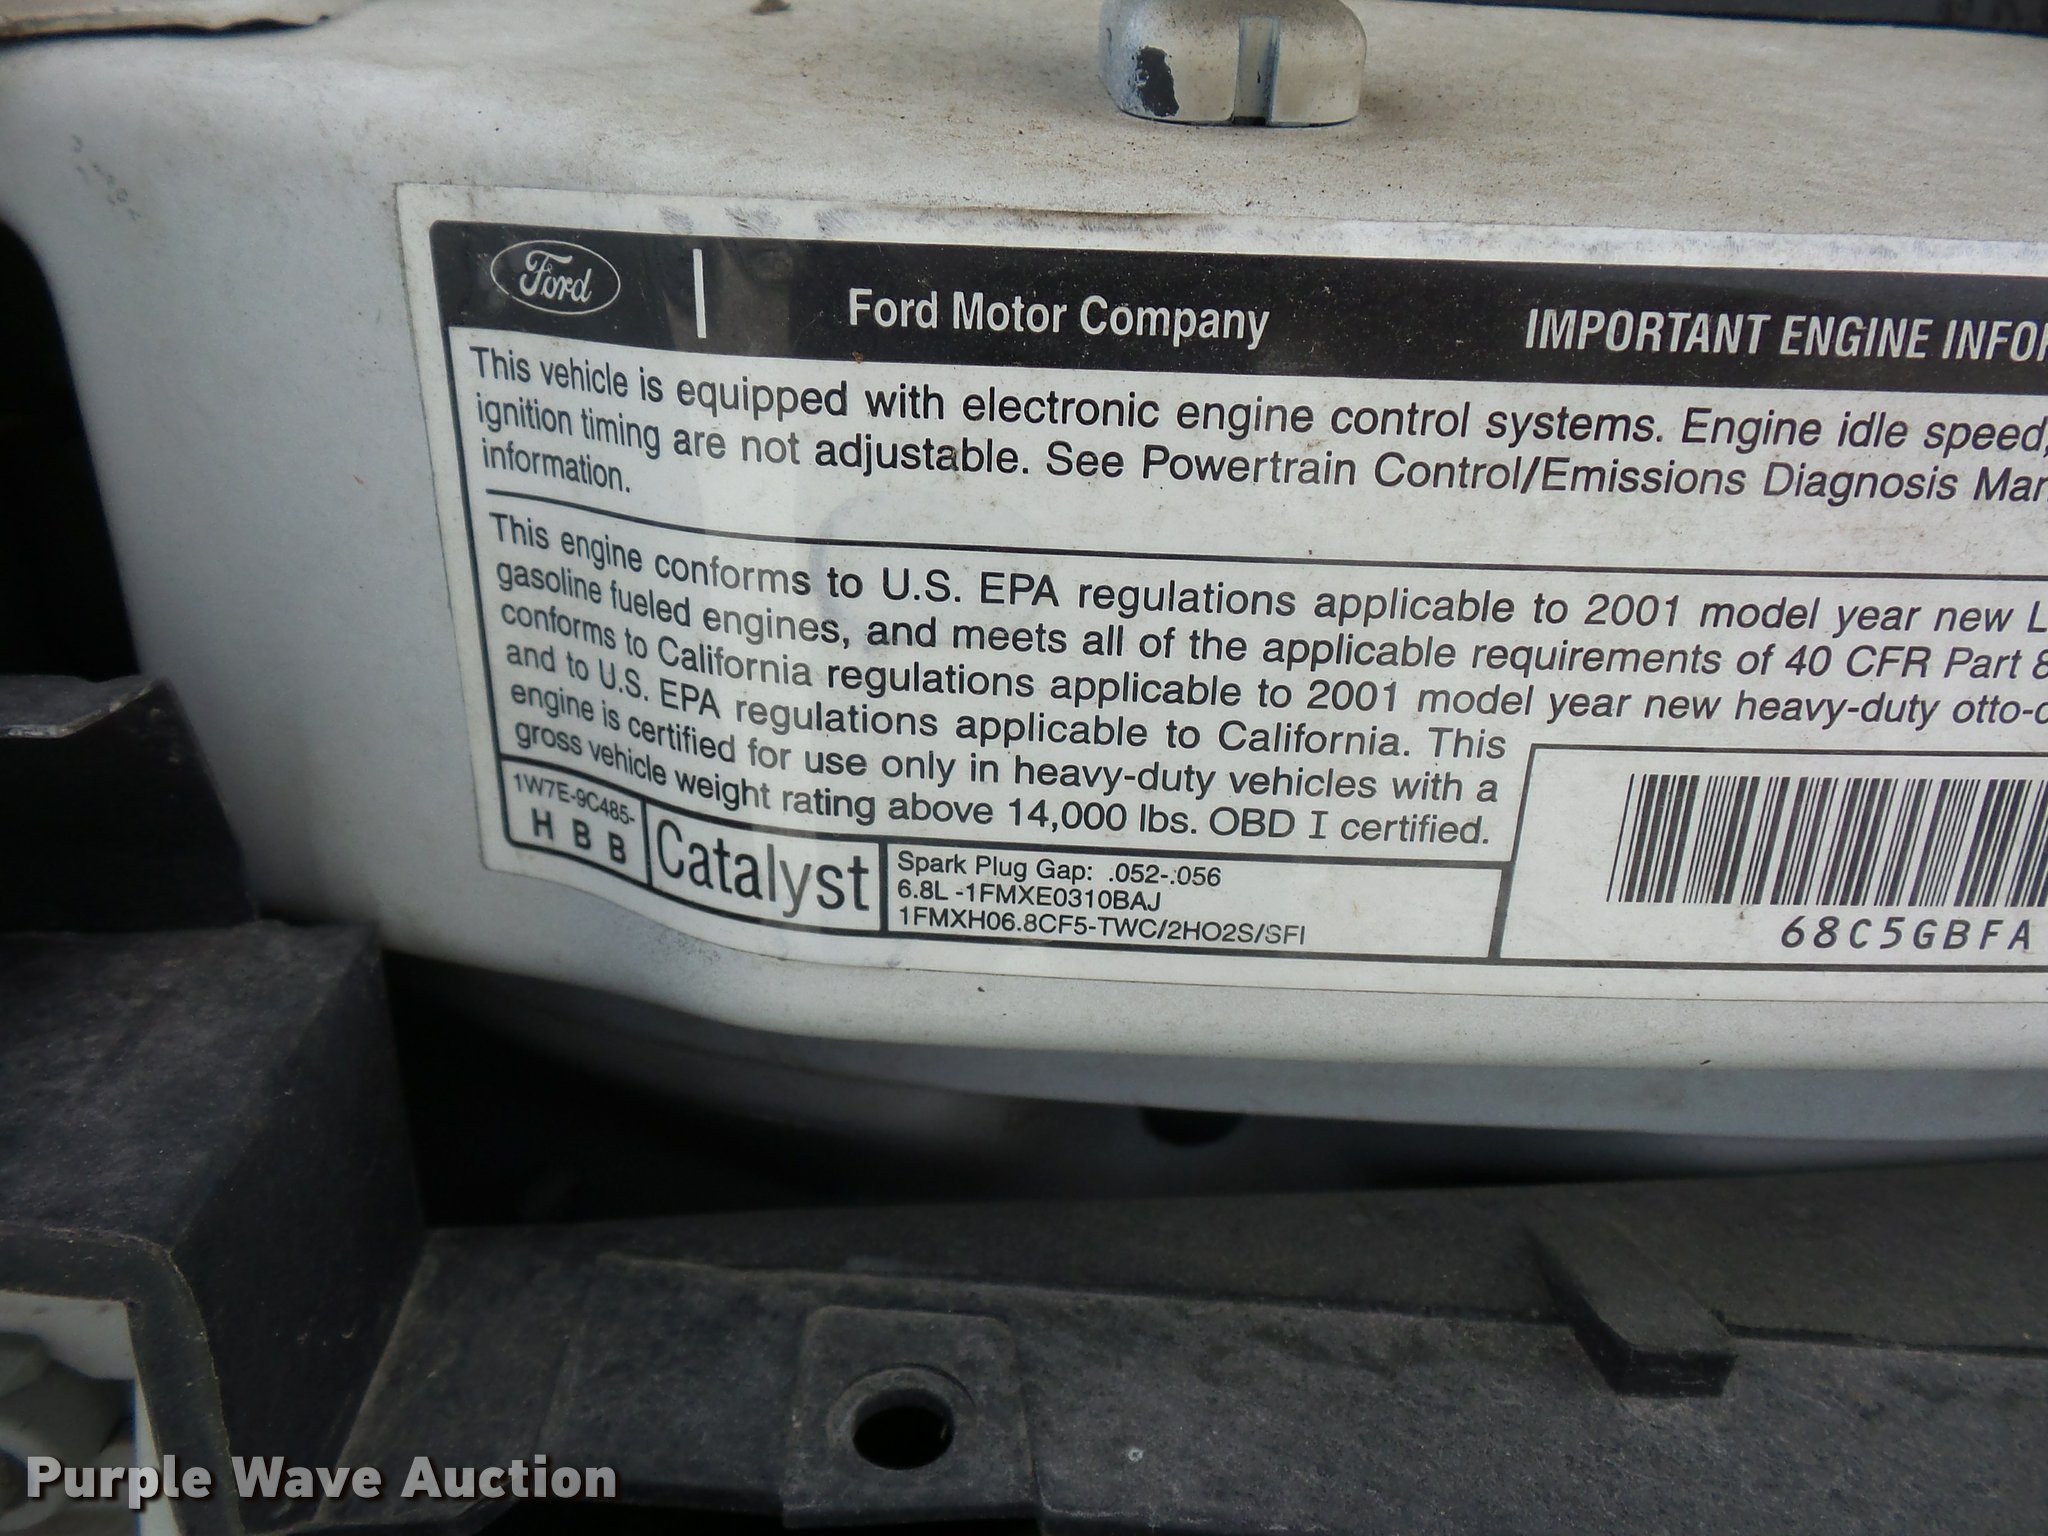 Ford
Ford Motor Company
IMPORTANT ENGINE INFOR
This vehicle is equipped with electronic engine control systems. Engine idle speed,
ignition timing are not adjustable. See Powertrain Control/Emissions Diagnosis Man
information.
This engine conforms to U.S. EPA regulations applicable to 2001 model year new L
gasoline fueled engines, and meets all of the applicable requirements of 40 CFR Part 8
conforms to California regulations applicable to 2001 model year new heavy-duty otto-c
and to U.S. EPA regulations applicable to California. This
engine is certified for use only in heavy-duty vehicles with a
gross vehicle weight rating above 14,000 lbs. OBD I certified.
1W7E-9C485-
H B B
Catalyst
Spark Plug Gap: .052-.056
6.8L -1FMXE0310BAJ
1FMXH06.8CF5-TWC/2HO2S/SFI
68C5GBFA
Purple Wave Auction